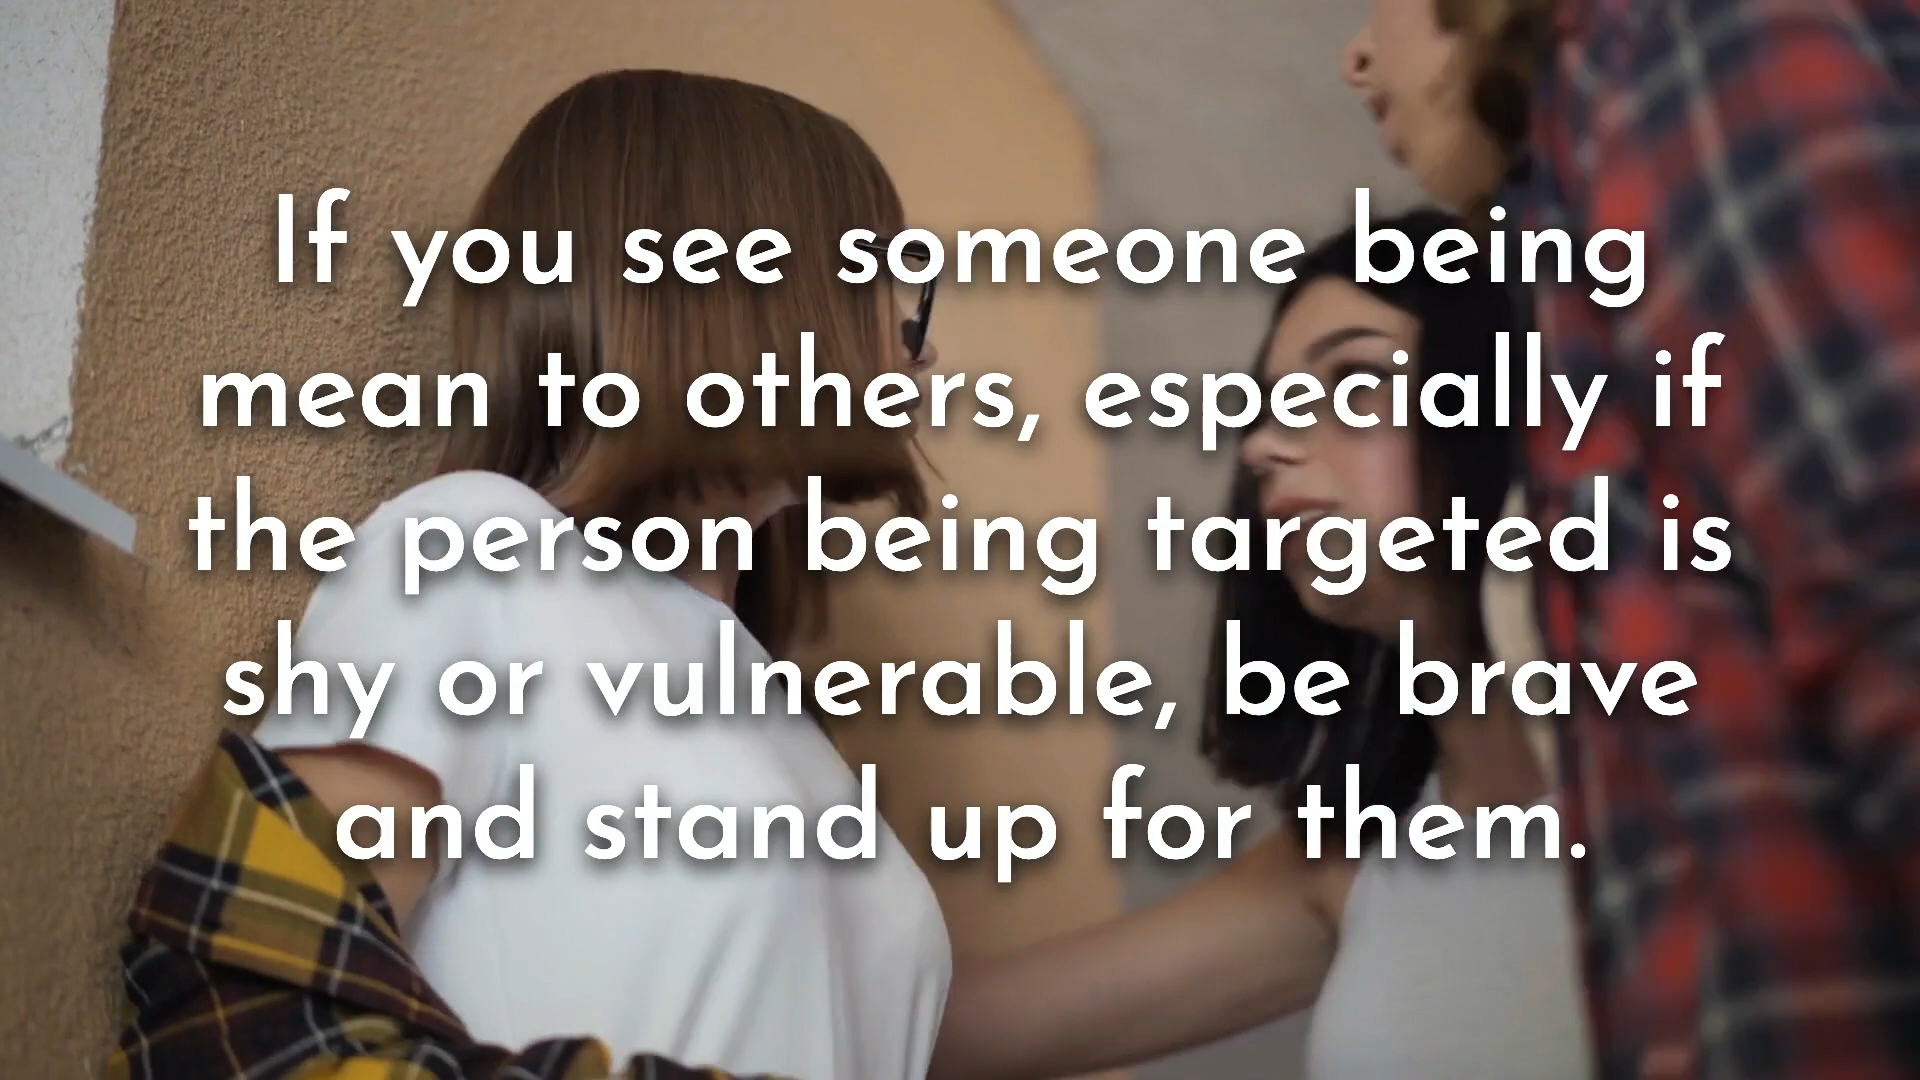 If you see someone being
mean to others, especially if
the person being targeted is
shy or vulnerable, be brave
and stand up for them.